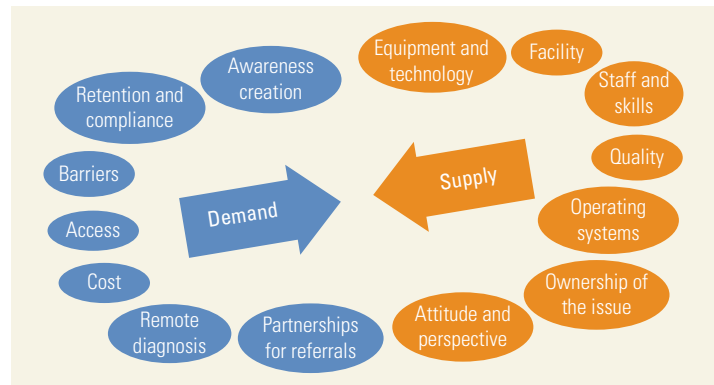 Awareness
creation
Retention and
compliance
Barriers
Access
Cost
Remote
diagnosis
Partnerships
for referrals
Demand
Equipment and
technology
Facility
Staff and
skills
Quality
Operating
systems
Ownership of
the issue
Attitude and
perspective
Supply